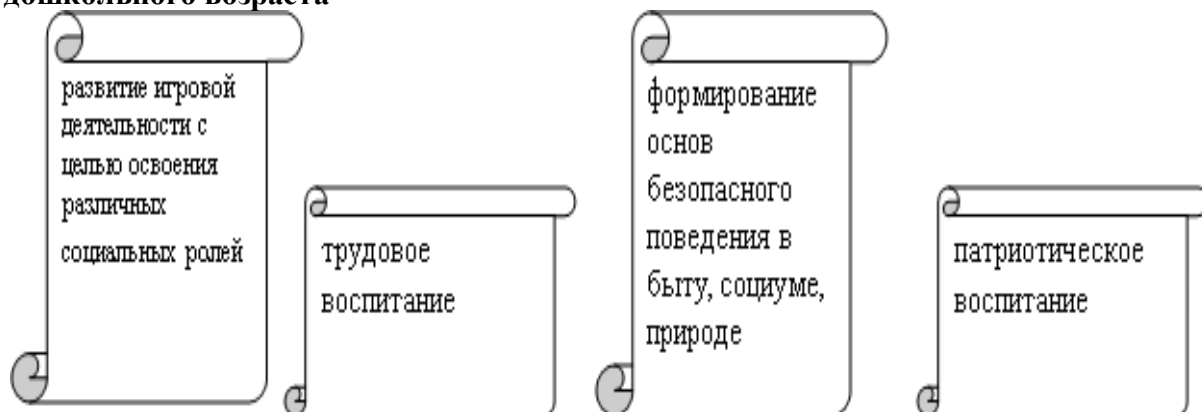 дошкольного возраста
развитие игровой
деятельности с
целью освоения
различных
социальных ролей
трудовое
воспитание
формирование
основ
безопасного
поведения в
быту, социуме,
природе
патриотическое
воспитание